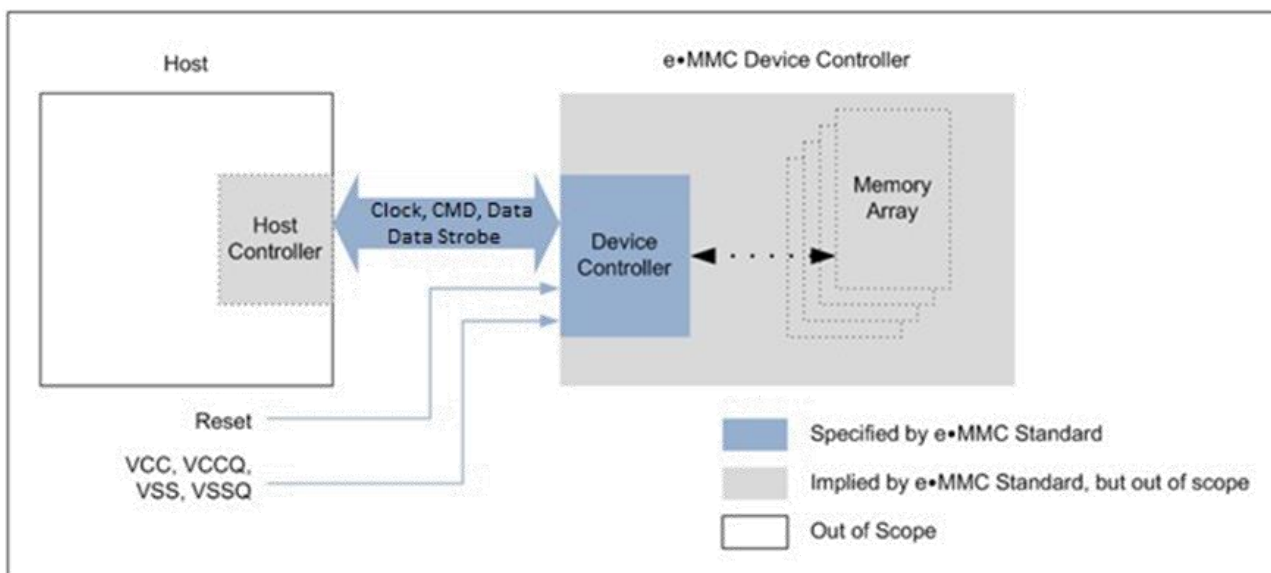 Host
e•MMC Device Controller
Host
Controller
Clock, CMD, Data
Data Strobe
Device
Controller
Memory
Array
Reset
VCC, VCCQ,
VSS, VSSQ
Specified by e•MMC Standard
Implied by e•MMC Standard, but out of scope
Out of Scope